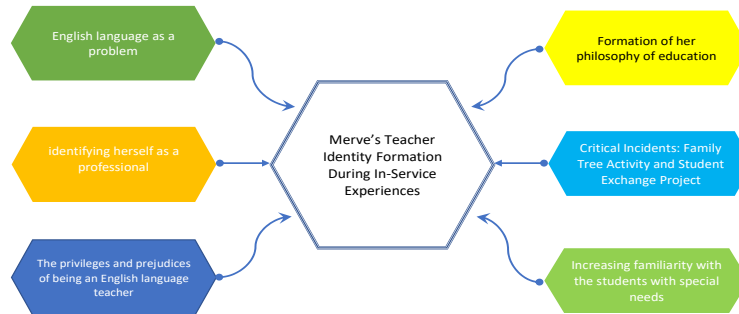 English language as a
problem
identifying herself as a
professional
The privileges and prejudices
of being an English language
teacher
Merve's Teacher
Identity Formation
During In-Service
Experiences
Formation of her
philosophy of education
Critical Incidents: Family
Tree Activity and Student
Exchange Project
Increasing familiarity with
the students with special
needs